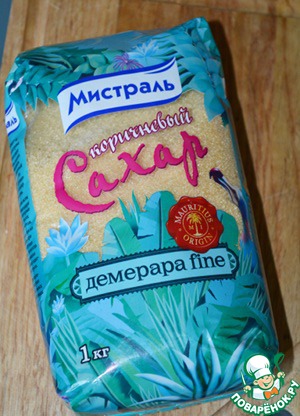 Мистраль
коричневый
Сахар
MAURITIUS
ORIGIN
демерара fine
1 кг
ПОВАРЁНОК.РУ